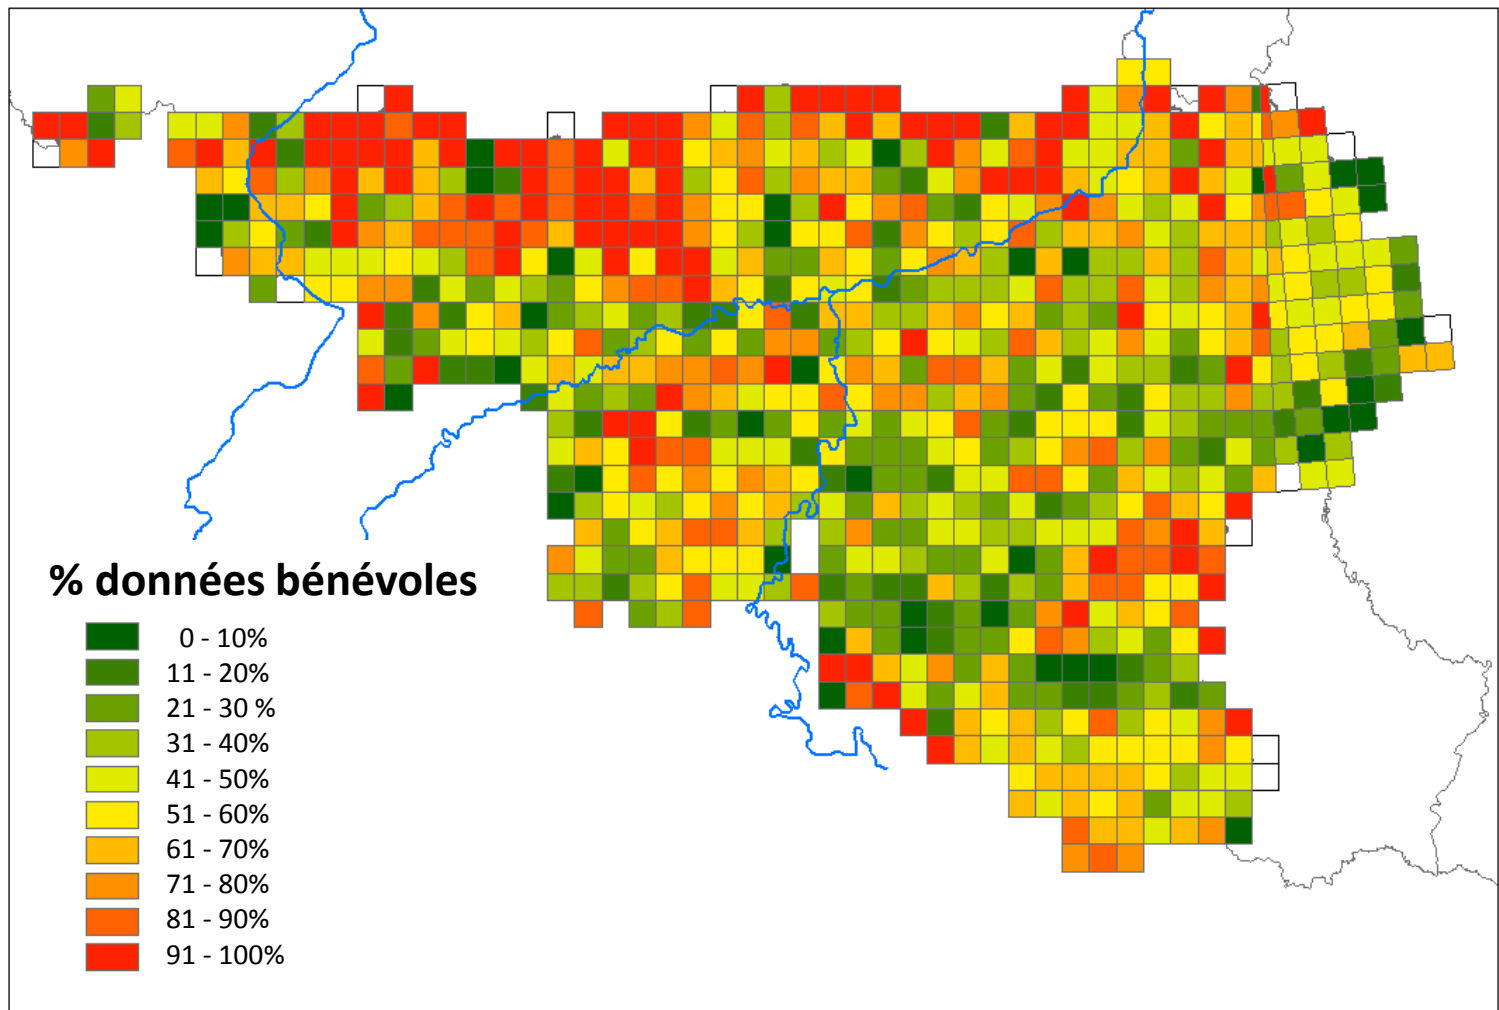 % données bénévoles
0 - 10%
11 - 20%
21 - 30 %
31 - 40%
41 - 50%
51 - 60%
61 - 70%
71 - 80%
81 - 90%
91 - 100%